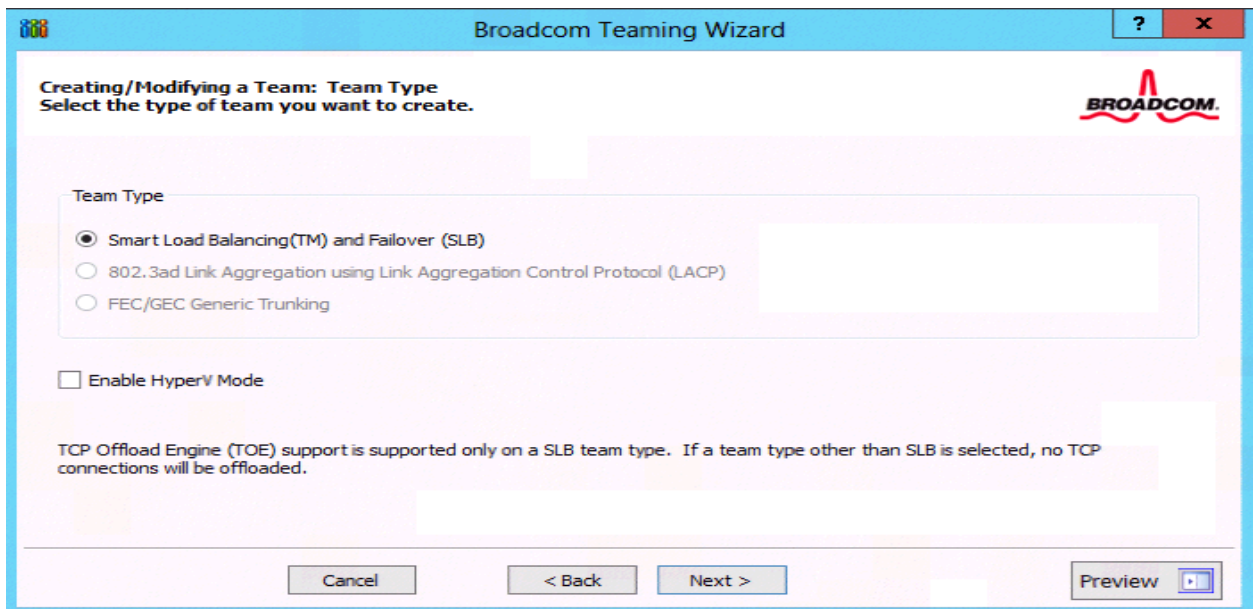 Broadcom Teaming Wizard
?
x
Creating/Modifying a Team: Team Type
Select the type of team you want to create.
BROADCOM.
Team Type
Smart Load Balancing(TM) and Failover (SLB)
802.3ad Link Aggregation using Link Aggregation Control Protocol (LACP)
FEC/GEC Generic Trunking
Enable HyperV Mode
TCP Offload Engine (TOE) support is supported only on a SLB team type. If a team type other than SLB is selected, no TCP
connections will be offloaded.
Cancel
< Back
Next >
Preview